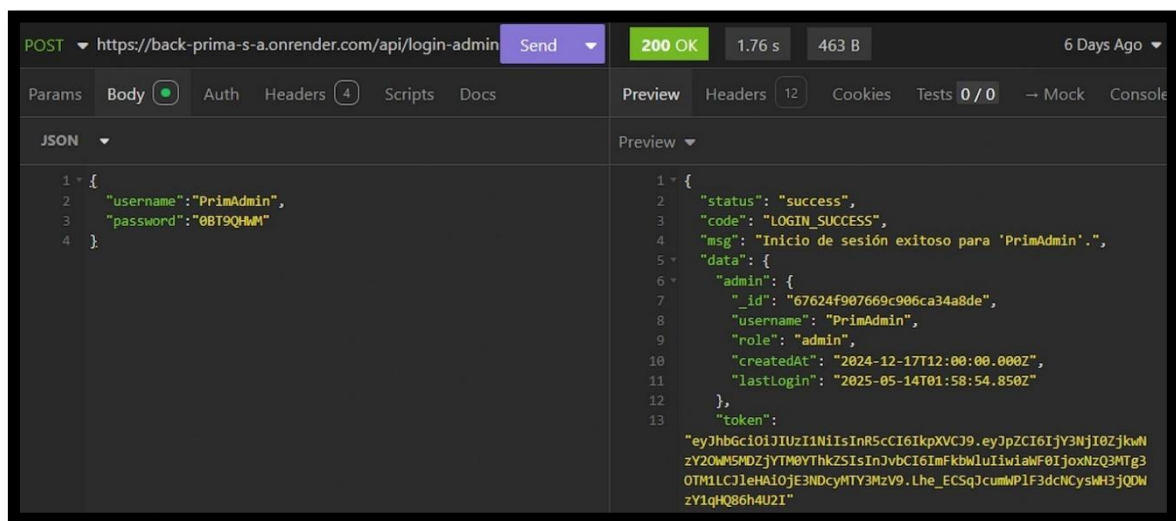 POST https://back-prima-s-a.onrender.com/api/login-admin Send
200 OK 1.76 s 463 B 6 Days Ago
Params Body Auth Headers 4 Scripts Docs
Preview Headers 12 Cookies Tests 0 / 0 → Mock Console
JSON
Preview
1 {
2 "username":"PrimAdmin",
3 "password":"0BT9QHWM"
4 }
1 {
2 "status": "success",
3 "code": "LOGIN_SUCCESS",
4 "msg": "Inicio de sesión exitoso para 'PrimAdmin'.",
5 "data": {
6 "admin": {
7 "_id": "67624f907669c906ca34a8de",
8 "username": "PrimAdmin",
9 "role": "admin",
10 "createdAt": "2024-12-17T12:00:00.000Z",
11 "lastLogin": "2025-05-14T01:58:54.850Z"
12 },
13 "token":
"eyJhbGciOiJIUzI1NiIsInR5cCI6IkpXVCJ9.eyJpZCI6IjY3NjI0ZjkwN
zY2OWM5MDZjYTM0YThkZSIsInJvbCI6ImFkbWluIiwiaWF0IjoxNzQ3MTg3
OTM1LCJleHAiOjE3NDcyMTY3MzV9.Lhe_ECSqJcumWPlF3dcNCysWH3jQDW
zY1qHQ86h4U2I"